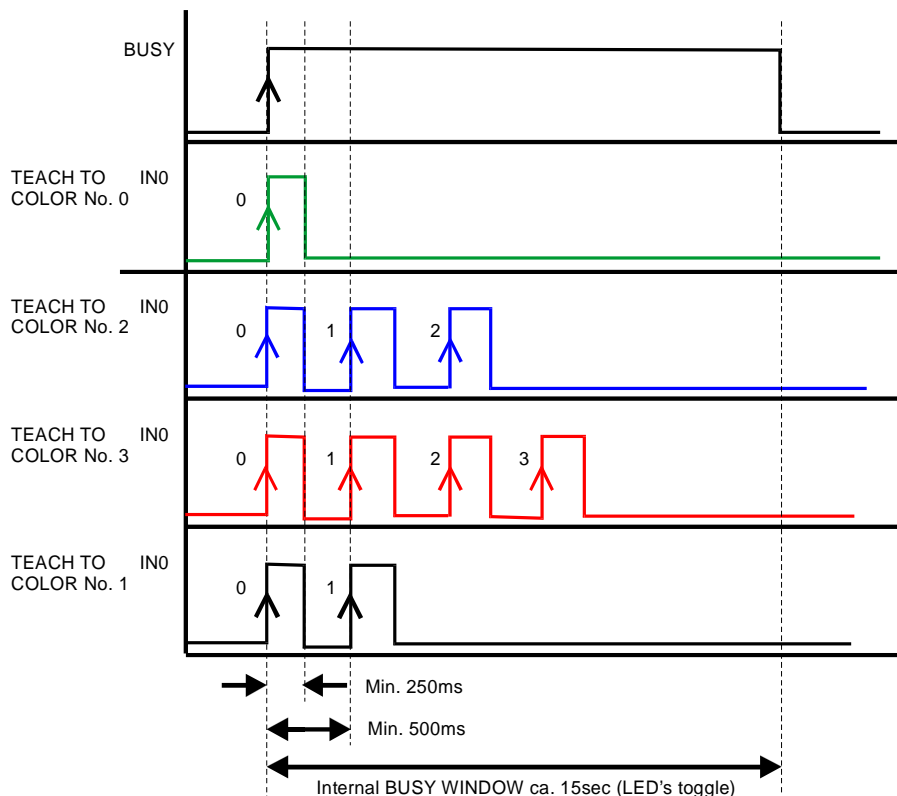 BUSY
TEACH TO IN0
COLOR No. 0
0
TEACH TO IN0
COLOR No. 2
0 1 2
TEACH TO IN0
COLOR No. 3
0 1 2 3
TEACH TO IN0
COLOR No. 1
0 1
Min. 250ms
Min. 500ms
Internal BUSY WINDOW ca. 15sec (LED's toggle)